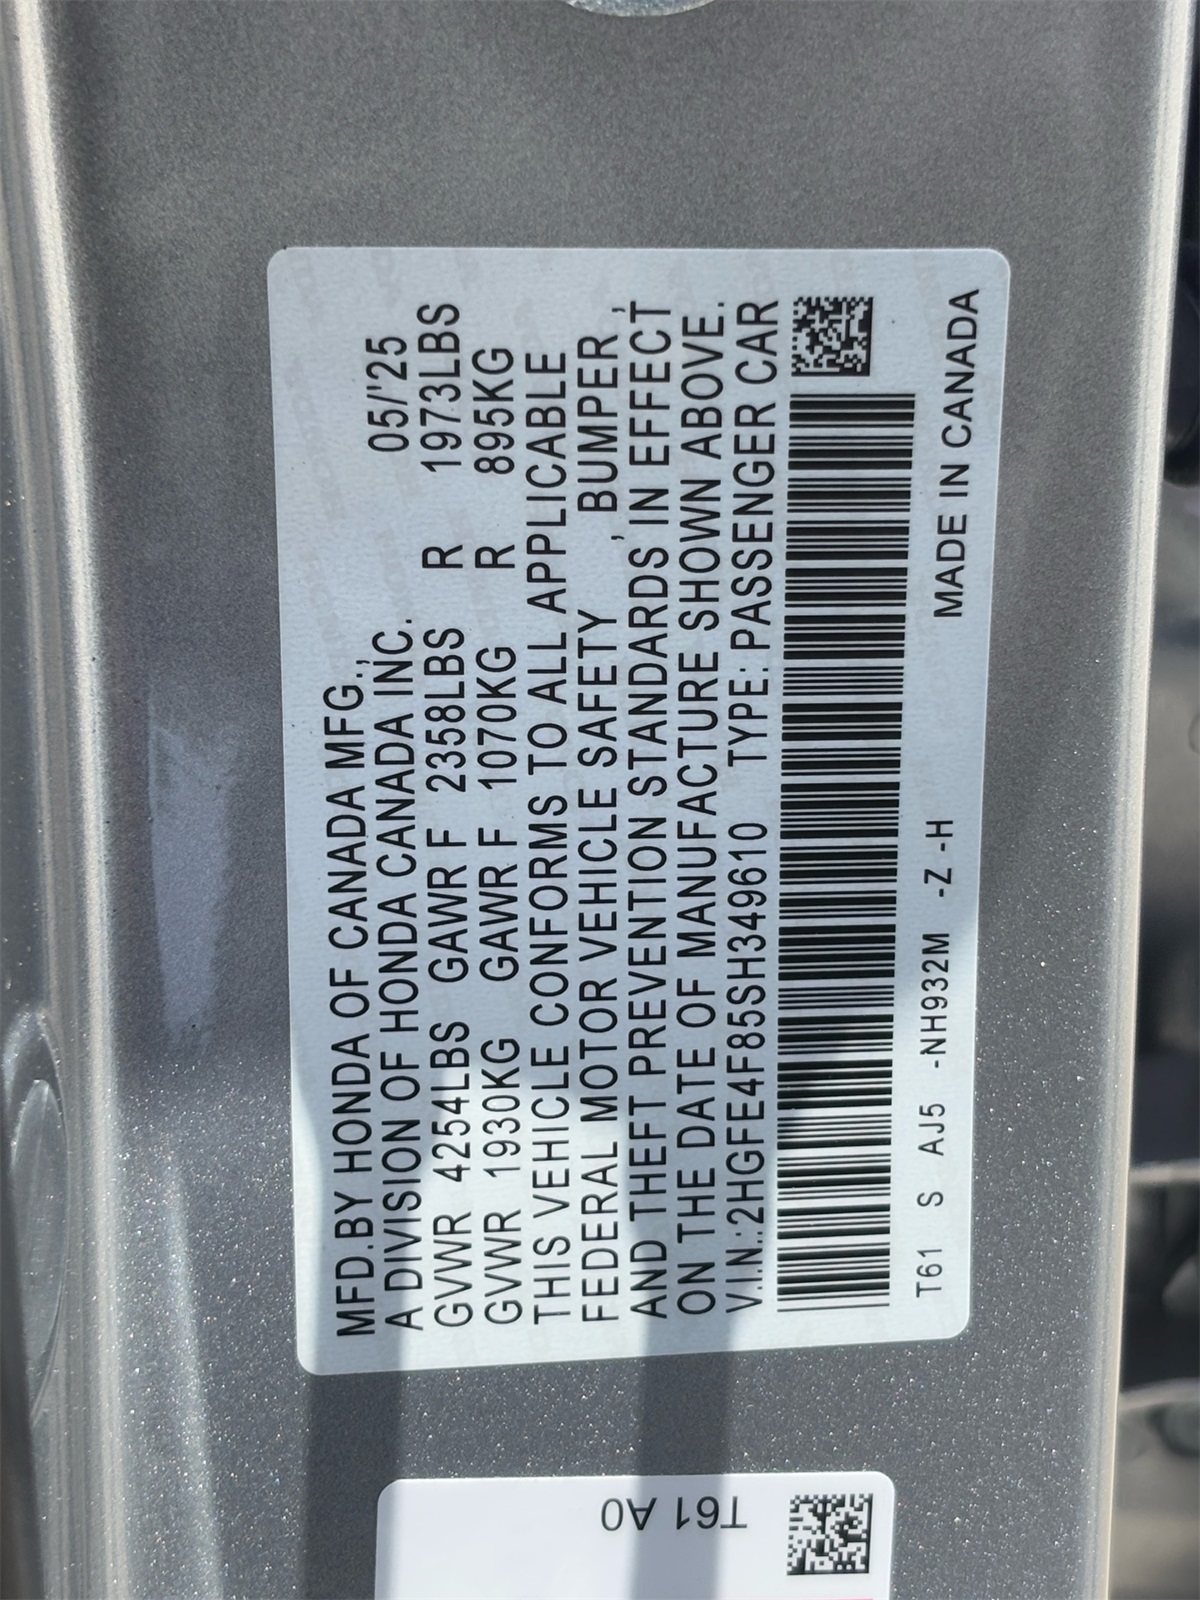 MFD.BY HONDA OF CANADA MFG.,
A DIVISION OF HONDA CANADA INC. 05/'25
GVWR 4254LBS GAWR F 2358LBS R 1973LBS
GVWR 1930KG GAWR F 1070KG R 895KG
THIS VEHICLE CONFORMS TO ALL APPLICABLE
FEDERAL MOTOR VEHICLE SAFETY , BUMPER ,
AND THEFT PREVENTION STANDARDS IN EFFECT
ON THE DATE OF MANUFACTURE SHOWN ABOVE.
V.I.N.:2HGFE4F85SH349610 TYPE: PASSENGER CAR
T61 S AJ5 -NH932M -Z -H MADE IN CANADA
T61 A0